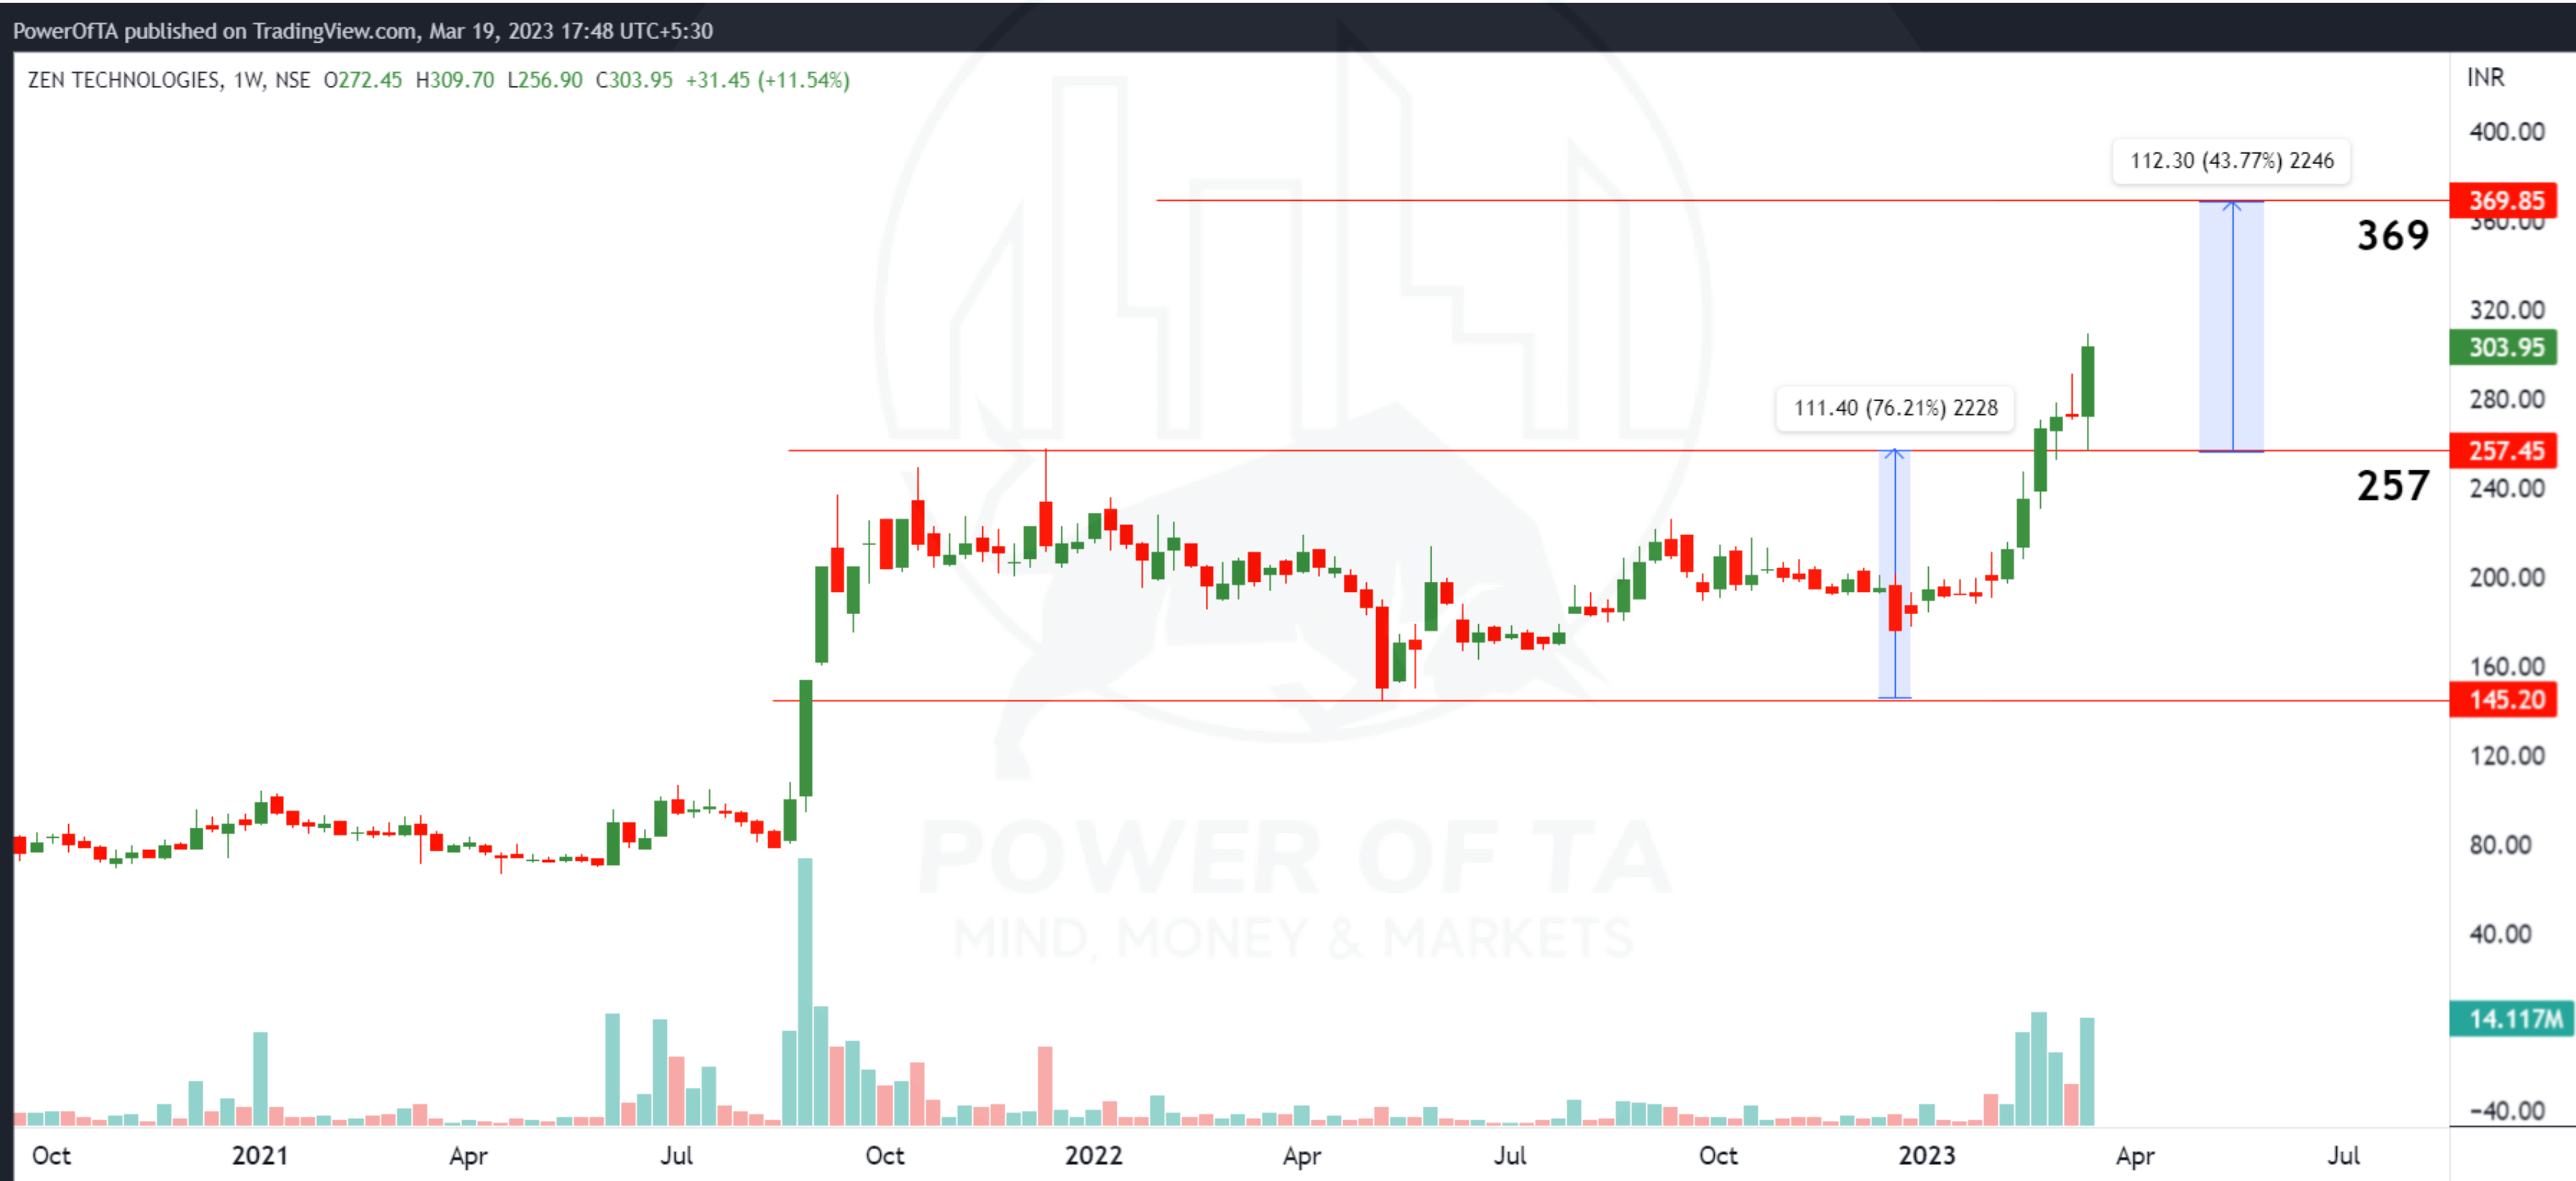 PowerOfTA published on TradingView.com, Mar 19, 2023 17:48 UTC+5:30
ZEN TECHNOLOGIES, 1W, NSE O272.45 H309.70 L256.90 C303.95 +31.45 (+11.54%)
INR
400.00
112.30 (43.77%) 2246
369.85
360.00
369
320.00
303.95
280.00
111.40 (76.21%) 2228
257.45
257
240.00
200.00
160.00
145.20
120.00
80.00
POWER OF TA
MIND, MONEY & MARKETS
40.00
14.117M
−40.00
Oct 2021 Apr Jul Oct 2022 Apr Jul Oct 2023 Apr Jul